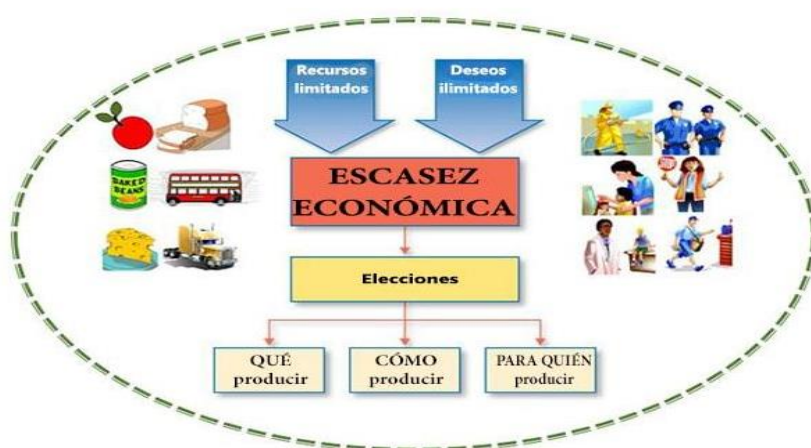 Recursos
limitados
Deseos
ilimitados
BAKED
BEANS
ESCASEZ
ECONÓMICA
Elecciones
QUÉ
producir
CÓMO
producir
PARA QUIÉN
producir